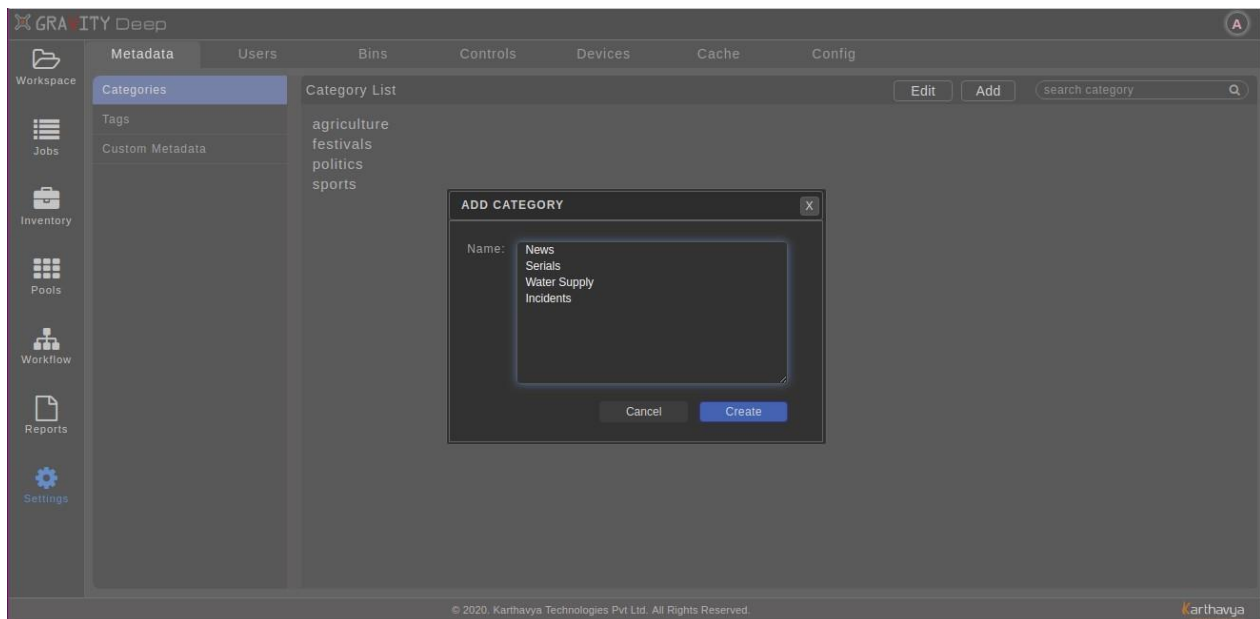 GRAVITY Deep
A
Workspace
Jobs
Inventory
Pools
Workflow
Reports
Settings
Metadata Users Bins Controls Devices Cache Config
Categories
Tags
Custom Metadata
Category List Edit Add search category
agriculture
festivals
politics
sports
ADD CATEGORY X
Name:
News
Serials
Water Supply
Incidents
Cancel Create
© 2020. Karthavya Technologies Pvt Ltd. All Rights Reserved. Karthavya